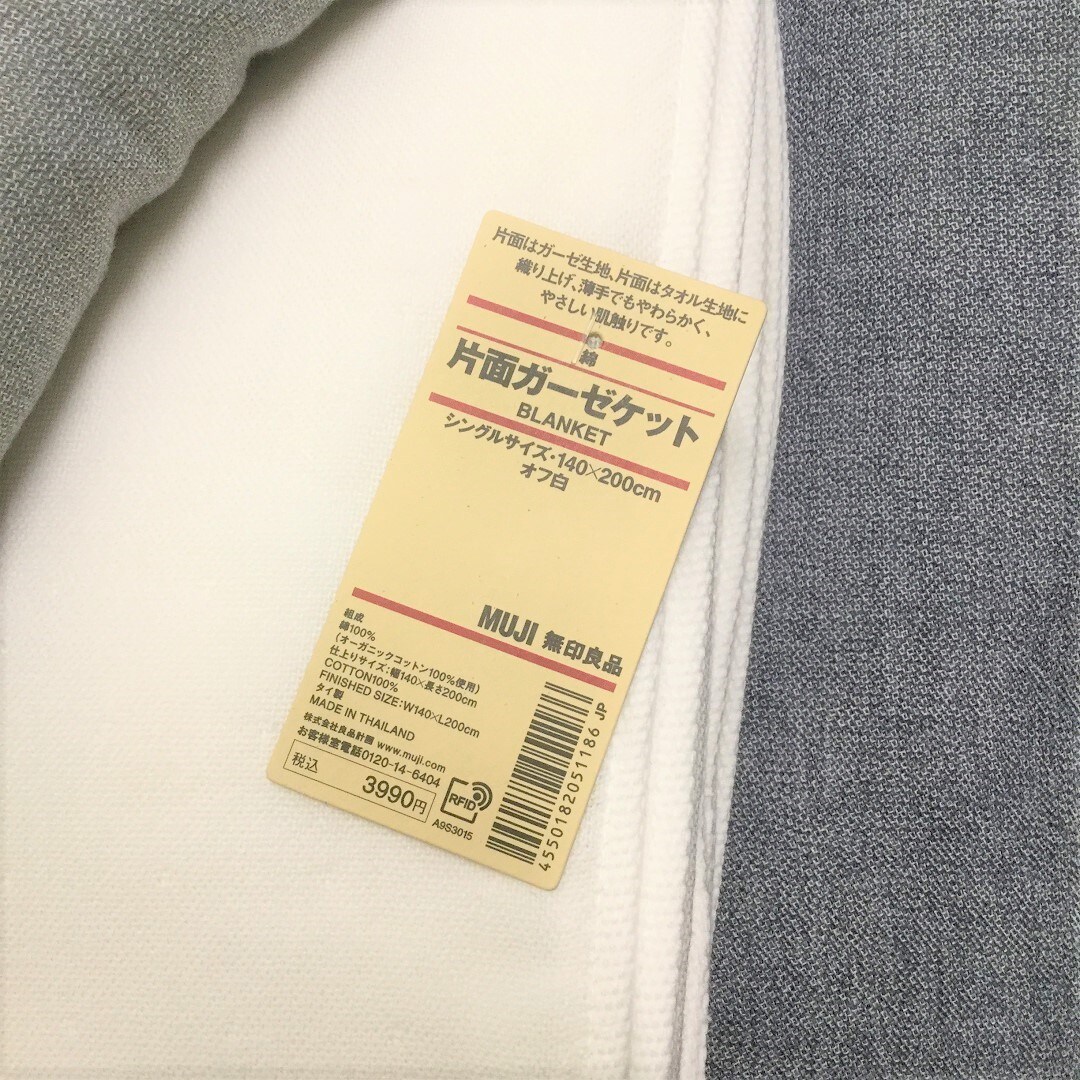 片面はガーゼ生地、片面はタオル生地に
織り上げ、薄手でもやわらかく、
やさしい肌触りです。
綿
片面ガーゼケット
BLANKET
シングルサイズ・140×200cm
オフ白
MUJI 無印良品
組成
綿100%
(オーガニックコットン100%使用)
仕上りサイズ:幅140×長さ200cm
COTTON100%
FINISHED SIZE:W140×L200cm
タイ製
MADE IN THAILAND
株式会社良品計画 www.muji.com
お客様室電話0120-14-6404
税込 3990円
RFID
A9S3015
4550182051186 JP